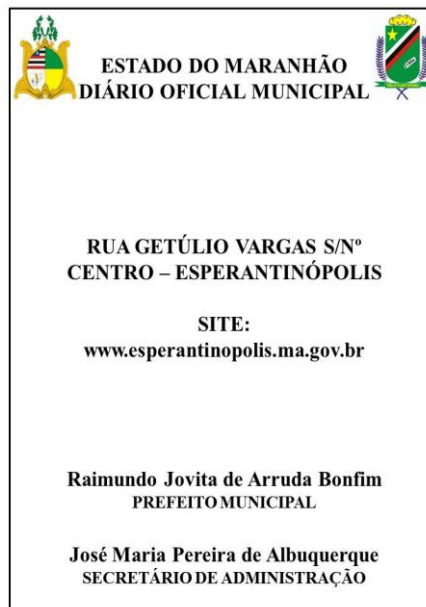 ESTADO DO MARANHÃO
DIÁRIO OFICIAL MUNICIPAL
RUA GETÚLIO VARGAS S/Nº
CENTRO – ESPERANTINÓPOLIS
SITE:
www.esperantinopolis.ma.gov.br
Raimundo Jovita de Arruda Bonfim
PREFEITO MUNICIPAL
José Maria Pereira de Albuquerque
SECRETÁRIO DE ADMINISTRAÇÃO